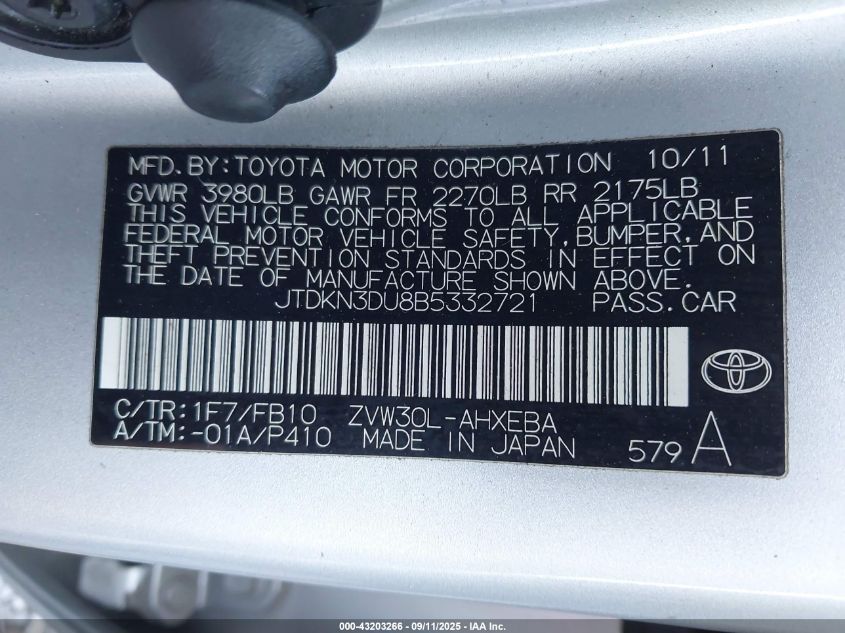 MFD. BY: TOYOTA MOTOR CORPORATION 10/11
GVWR 3980LB GAWR FR 2270LB RR 2175LB
THIS VEHICLE CONFORMS TO ALL APPLICABLE
FEDERAL MOTOR VEHICLE SAFETY, BUMPER, AND
THEFT PREVENTION STANDARDS IN EFFECT ON
THE DATE OF MANUFACTURE SHOWN ABOVE.
JTDKN3DU8B5332721 PASS. CAR
C/TR: 1F7/FB10 ZVW30L-AHXEBA
A/TM: -01A/P410 MADE IN JAPAN 579 A
000-43203266 - 09/11/2025 - IAA Inc.